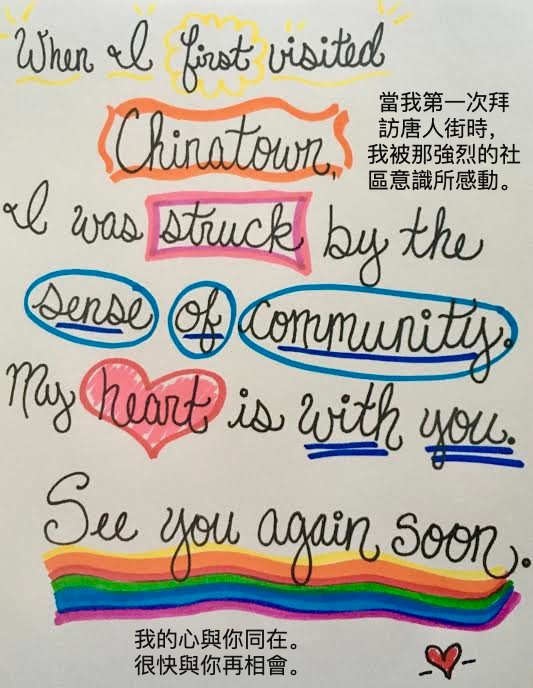 When I first visited
Chinatown,
當我第一次拜
訪唐人街時,
我被那強烈的社
區意識所感動。
I was struck by the
sense of community.
My heart is with you.
See you again soon.
我的心與你同在。
很快與你再相會。